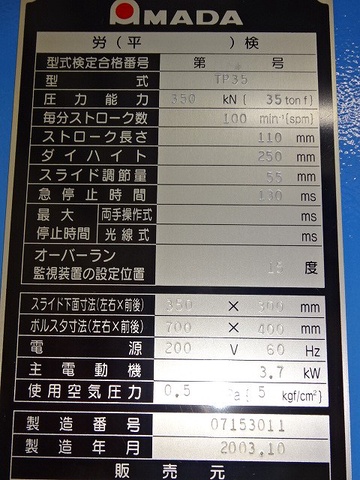 AMADA
労(平 )検
型式検定合格番号 第 号
型式 TP35
圧力能力 350 kN{ 35tonf}
毎分ストローク数 100 min⁻¹{spm}
ストローク長さ 110 mm
ダイハイト 250 mm
スライド調節量 55 mm
急停止時間 130 ms
最大停止時間 両手操作式 ms
光線式 ms
オーバーラン
監視装置の設定位置 15 度
スライド下面寸法(左右×前後) 350 × 300 mm
ボルスタ寸法(左右×前後) 700 × 400 mm
電源 200 V 60 Hz
主電動機 3.7 kW
使用空気圧力 0.5 5 kgf/cm²}
製造番号 07153011
製造年月 2003.10
販売元